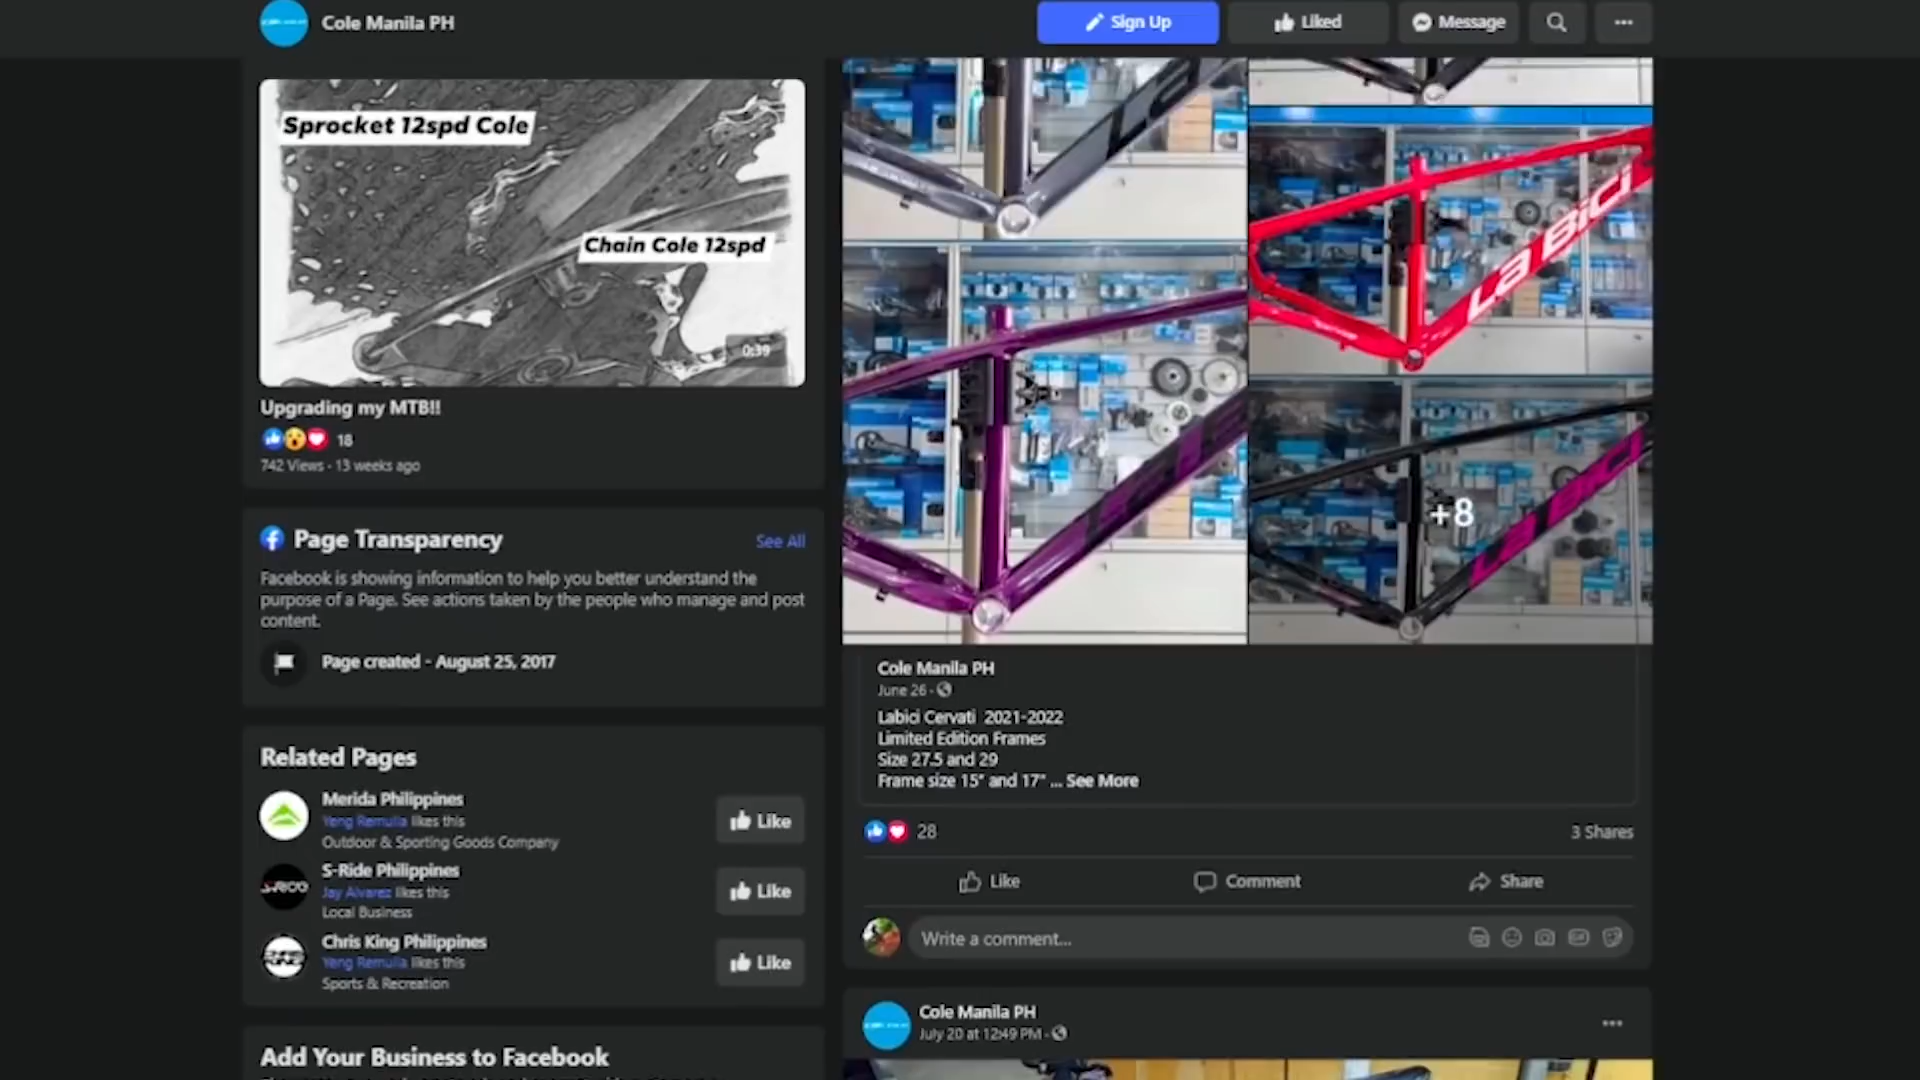 Cole Manila PH
Sign Up
Liked
Message
Sprocket 12spd Cole
Chain Cole 12spd
0:39
Upgrading my MTB!!
18
742 Views · 13 weeks ago
Page Transparency
See All
Facebook is showing information to help you better understand the
purpose of a Page. See actions taken by the people who manage and post
content.
Page created - August 25, 2017
Related Pages
Merida Philippines
Yeng Remulla likes this
Outdoor & Sporting Goods Company
Like
S-Ride Philippines
Jay Alvarez likes this
Local Business
Like
Chris King Philippines
Yeng Remulla likes this
Sports & Recreation
Like
Add Your Business to Facebook
La Bici
La Bici
+8
Cole Manila PH
June 26 ·
Labici Cervati 2021-2022
Limited Edition Frames
Size 27.5 and 29
Frame size 15" and 17" ... See More
28
3 Shares
Like
Comment
Share
Write a comment...
Cole Manila PH
July 20 at 12:49 PM ·